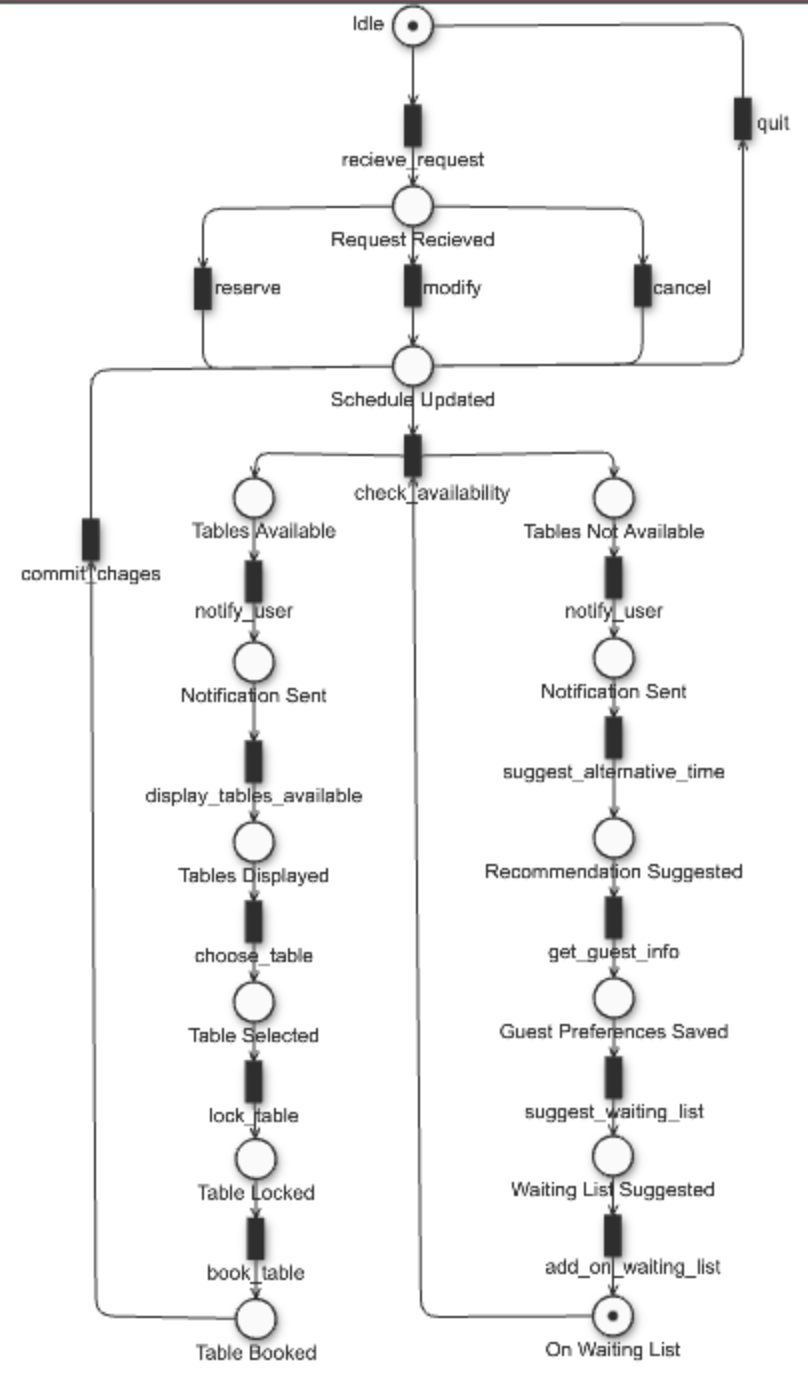 Idle
quit
recieve_request
Request Recieved
reserve
modify
cancel
Schedule Updated
check_availability
Tables Available
Tables Not Available
commit_chages
notify_user
notify_user
Notification Sent
Notification Sent
suggest_alternative_time
display_tables_available
Recommendation Suggested
Tables Displayed
get_guest_info
choose_table
Guest Preferences Saved
Table Selected
suggest_waiting_list
lock_table
Waiting List Suggested
Table Locked
add_on_waiting_list
book_table
On Waiting List
Table Booked